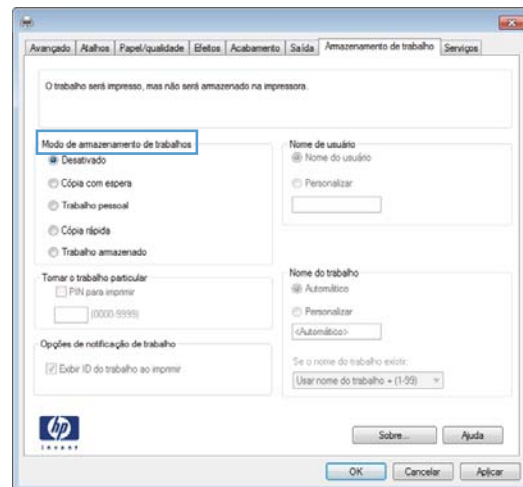 Avançado
Atalhos
Papel/qualidade
Efeitos
Acabamento
Saída
Armazenamento de trabalho
Serviços
O trabalho será impresso, mas não será armazenado na impressora.
Modo de armazenamento de trabalhos
Desativado
Cópia com espera
Trabalho pessoal
Cópia rápida
Trabalho armazenado
Nome de usuário
Nome do usuário
Personalizar
Tornar o trabalho particular
PIN para imprimir
(0000-9999)
Nome do trabalho
Automático
Personalizar
<Automático>
Se o nome do trabalho existir:
Usar nome do trabalho + (1-99)
Opções de notificação de trabalho
Exibir ID do trabalho ao imprimir
hp
invent
Sobre...
Ajuda
OK
Cancelar
Aplicar